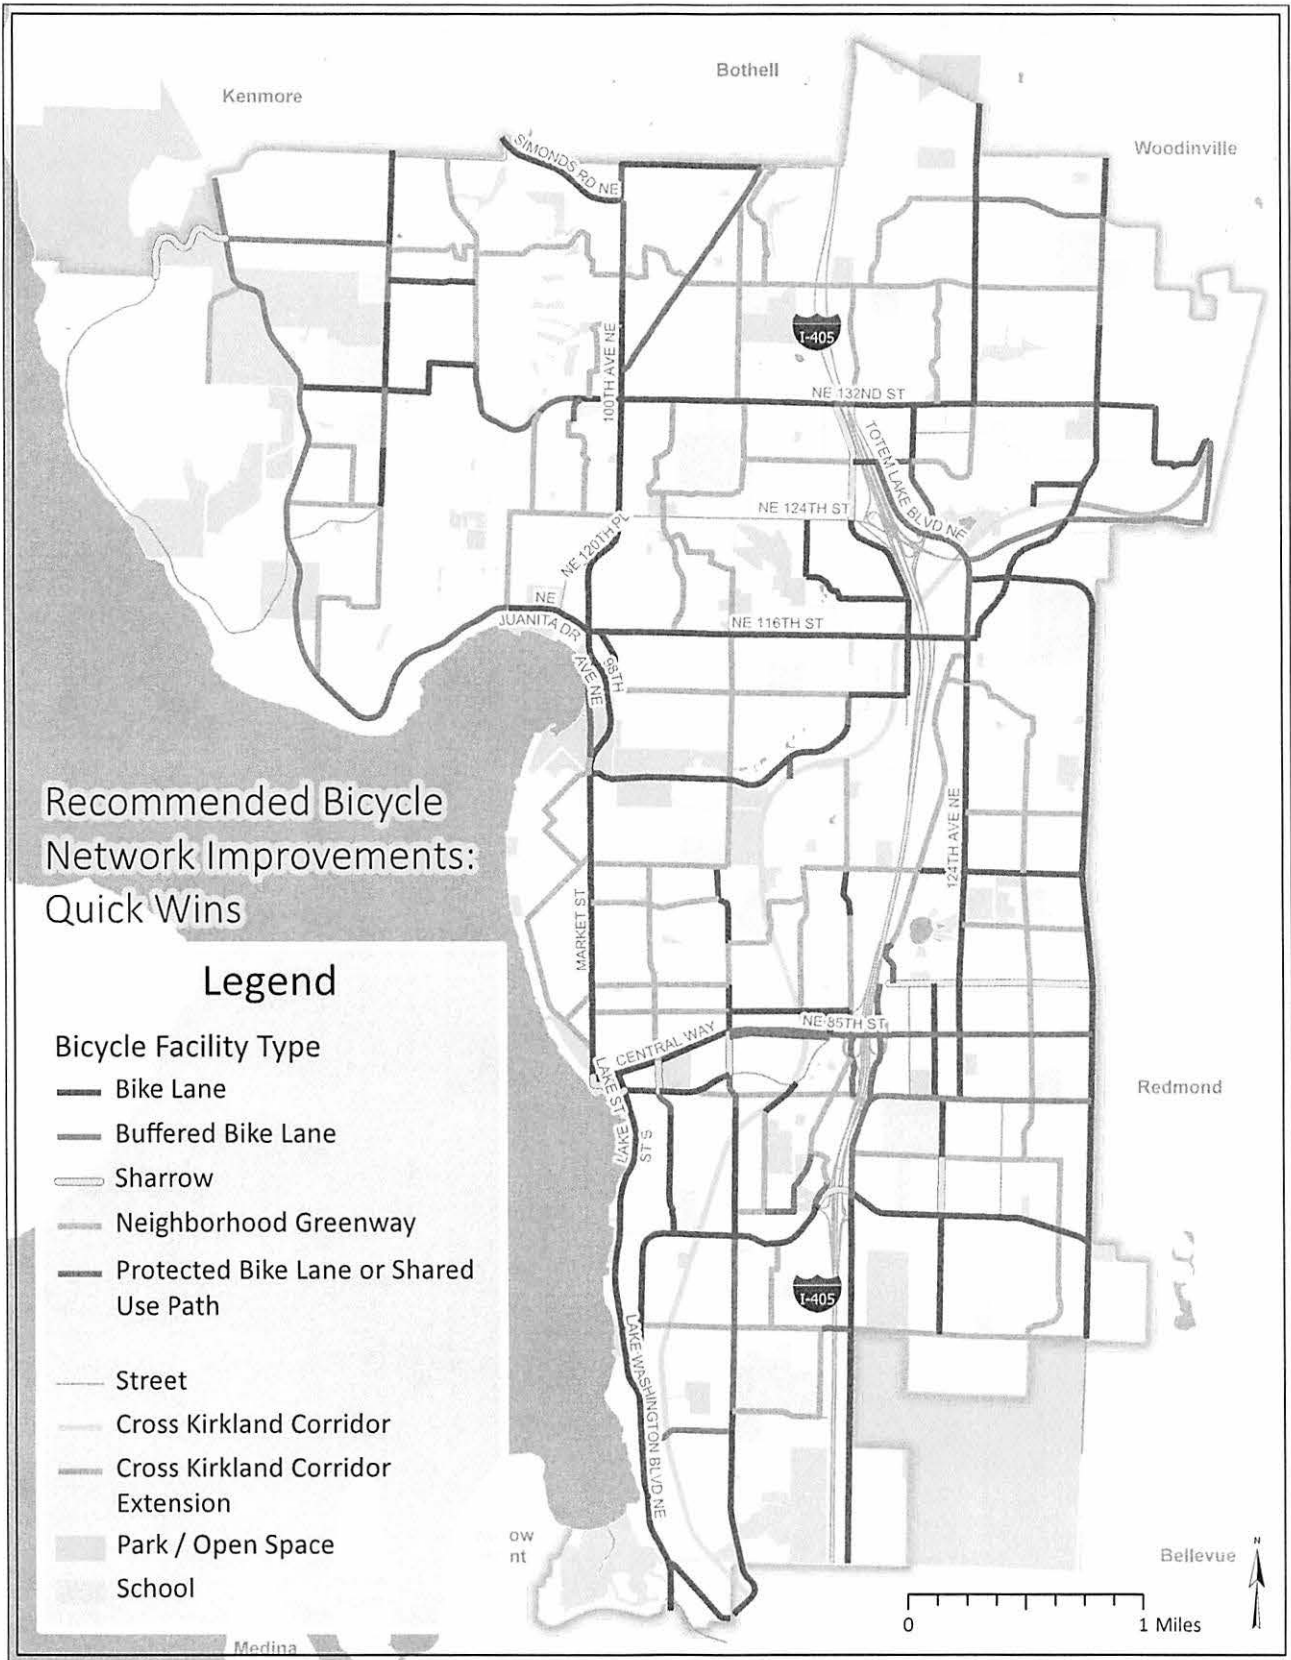 Kenmore
Bothell
Woodinville
SIMONDS RD NE
I-405
100TH AVE NE
NE 132ND ST
TOTEM LAKE BLVD NE
NE 124TH ST
NE 120TH PL
NE
JUANITA DR
NE 116TH ST
98TH
AVE NE
Recommended Bicycle
Network Improvements:
Quick Wins
124TH AVE NE
MARKET ST
Legend
Bicycle Facility Type
Bike Lane
Buffered Bike Lane
Sharrow
Neighborhood Greenway
Protected Bike Lane or Shared
Use Path
Street
Cross Kirkland Corridor
Cross Kirkland Corridor
Extension
Park / Open Space
School
NE 85TH ST
CENTRAL WAY
LAKE ST
LAKE
ST S
Redmond
I-405
LAKE WASHINGTON BLVD NE
ow
nt
Bellevue
N
0
1 Miles
Medina